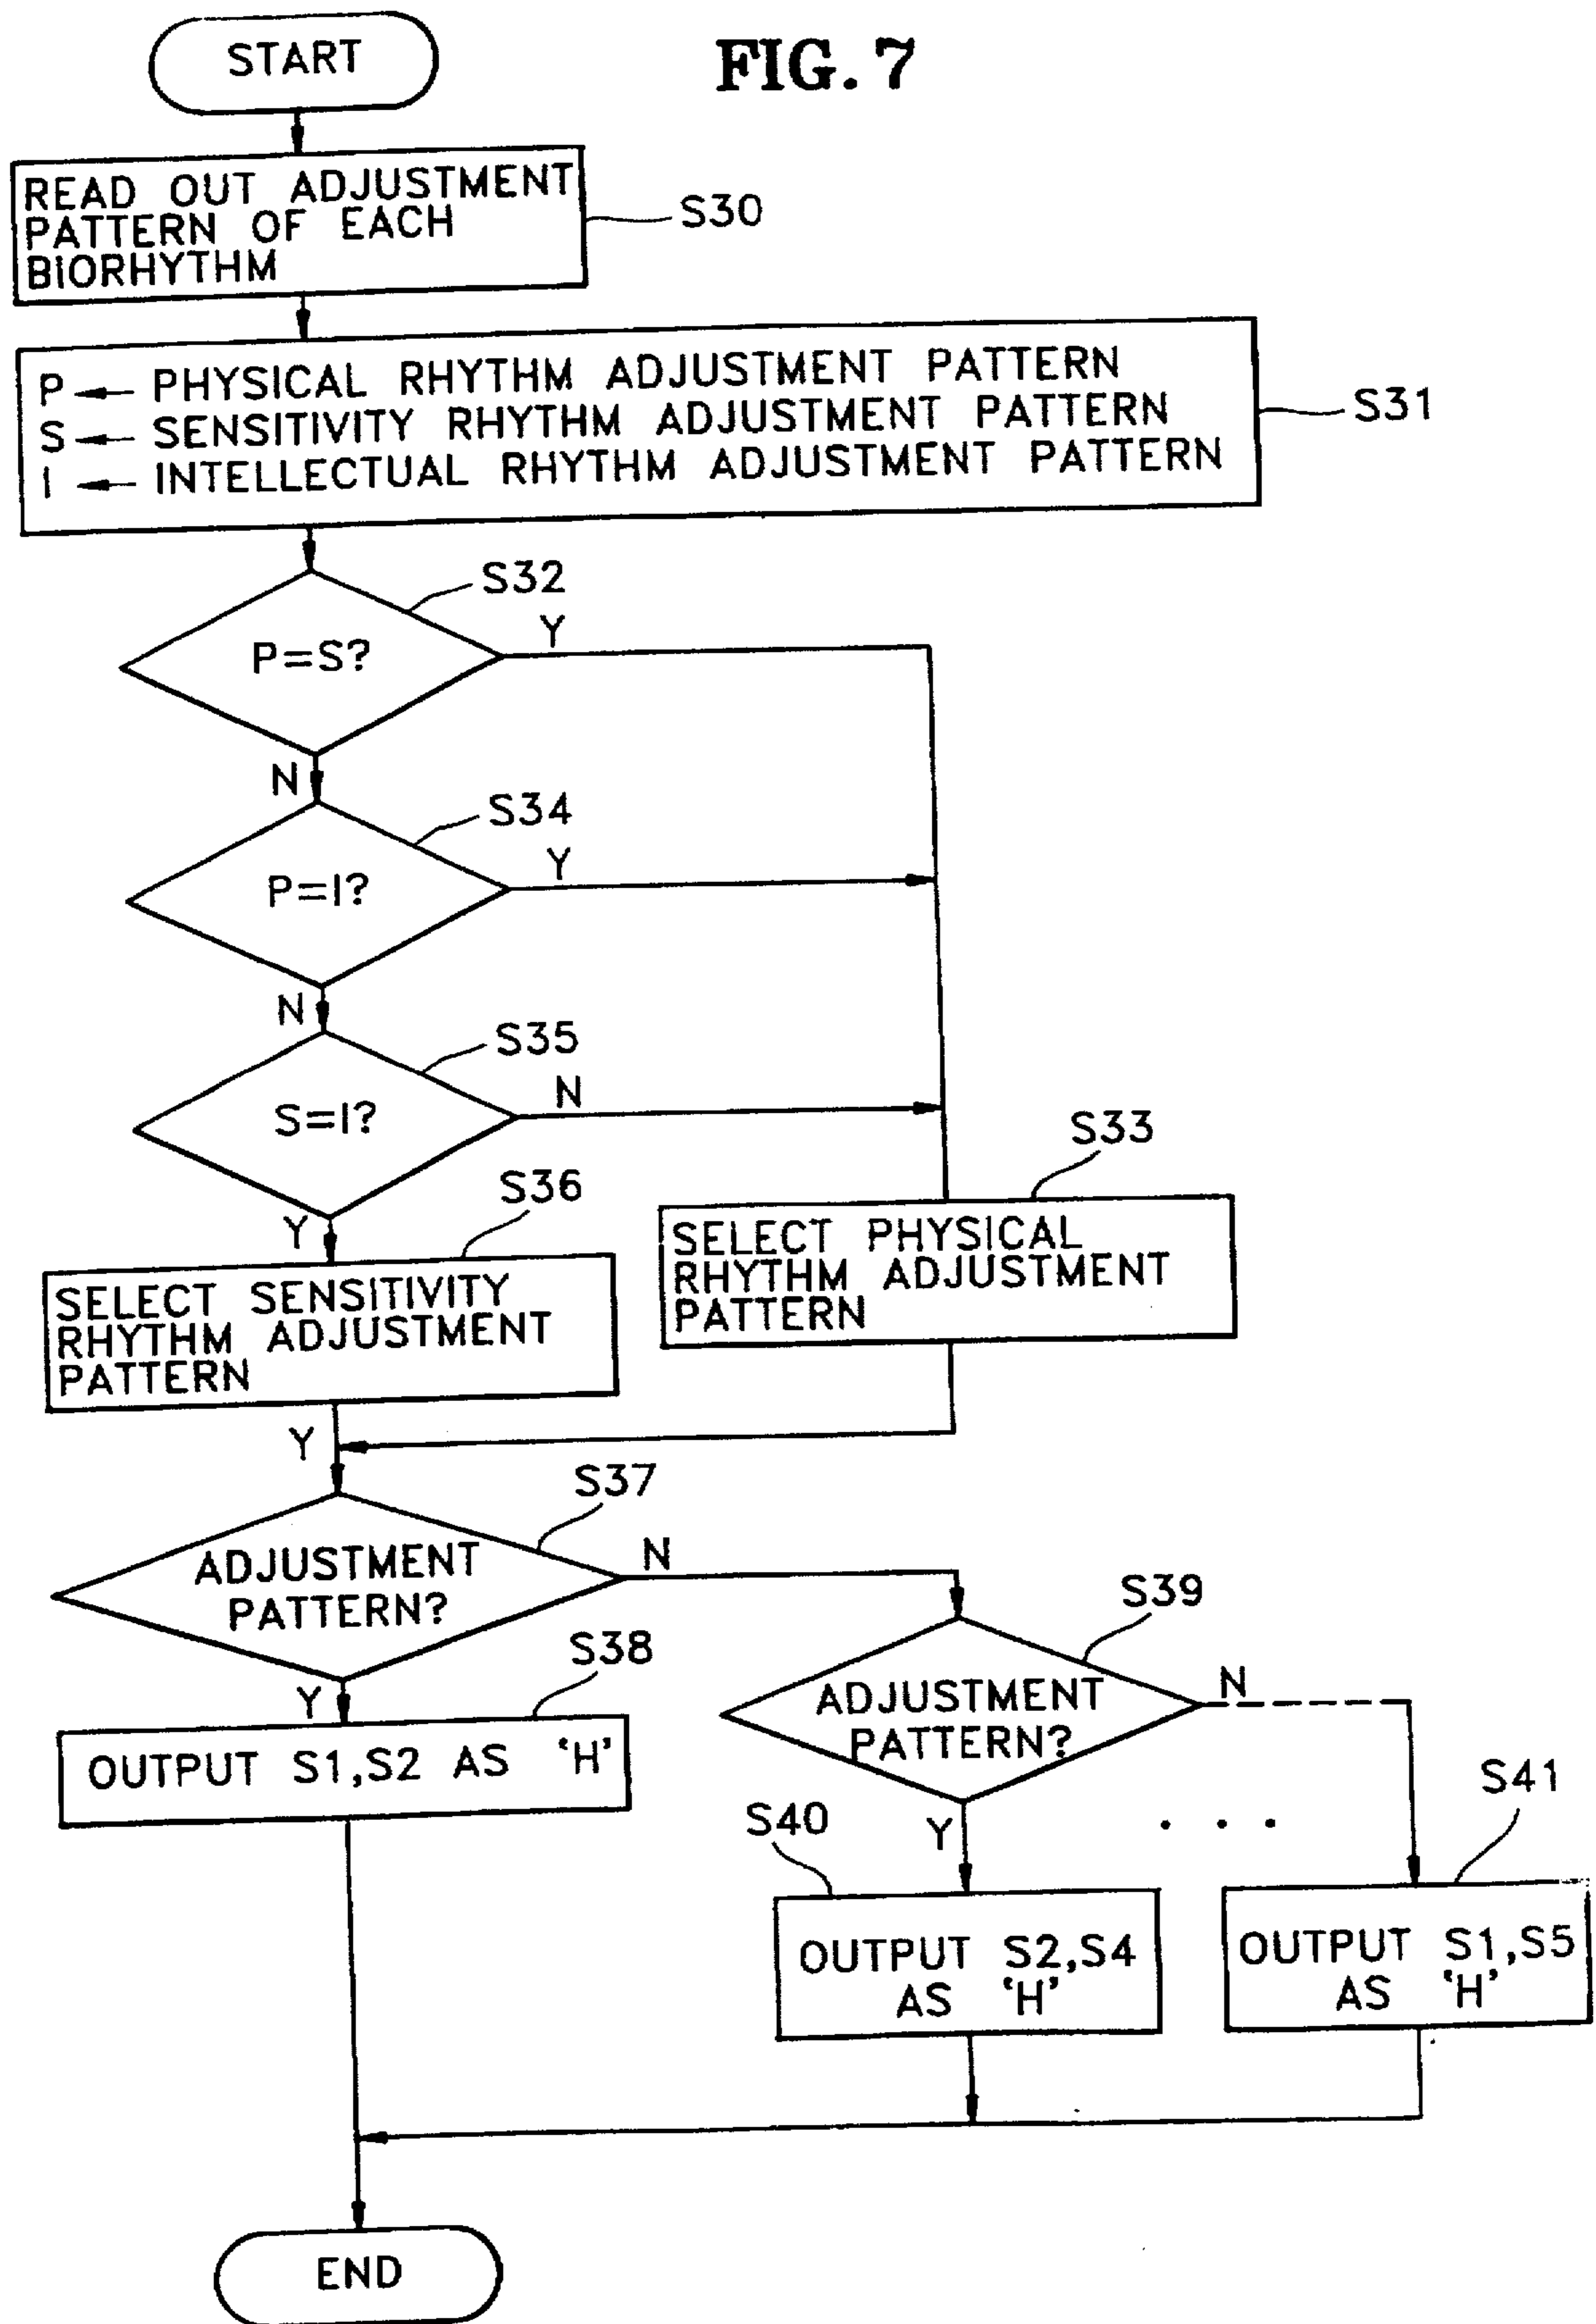 START
FIG. 7
READ OUT ADJUSTMENT
PATTERN OF EACH
BIORHYTHM
S30
P ← PHYSICAL RHYTHM ADJUSTMENT PATTERN
S ← SENSITIVITY RHYTHM ADJUSTMENT PATTERN
I ← INTELLECTUAL RHYTHM ADJUSTMENT PATTERN
S31
S32
P=S?
Y
N
S34
P=I?
Y
N
S35
S=I?
N
Y
S36
SELECT SENSITIVITY
RHYTHM ADJUSTMENT
PATTERN
S33
SELECT PHYSICAL
RHYTHM ADJUSTMENT
PATTERN
Y
S37
ADJUSTMENT
PATTERN?
N
Y
S38
OUTPUT S1,S2 AS 'H'
S39
ADJUSTMENT
PATTERN?
N
Y
. . .
S40
OUTPUT S2,S4
AS 'H'
S41
OUTPUT S1,S5
AS 'H'
END